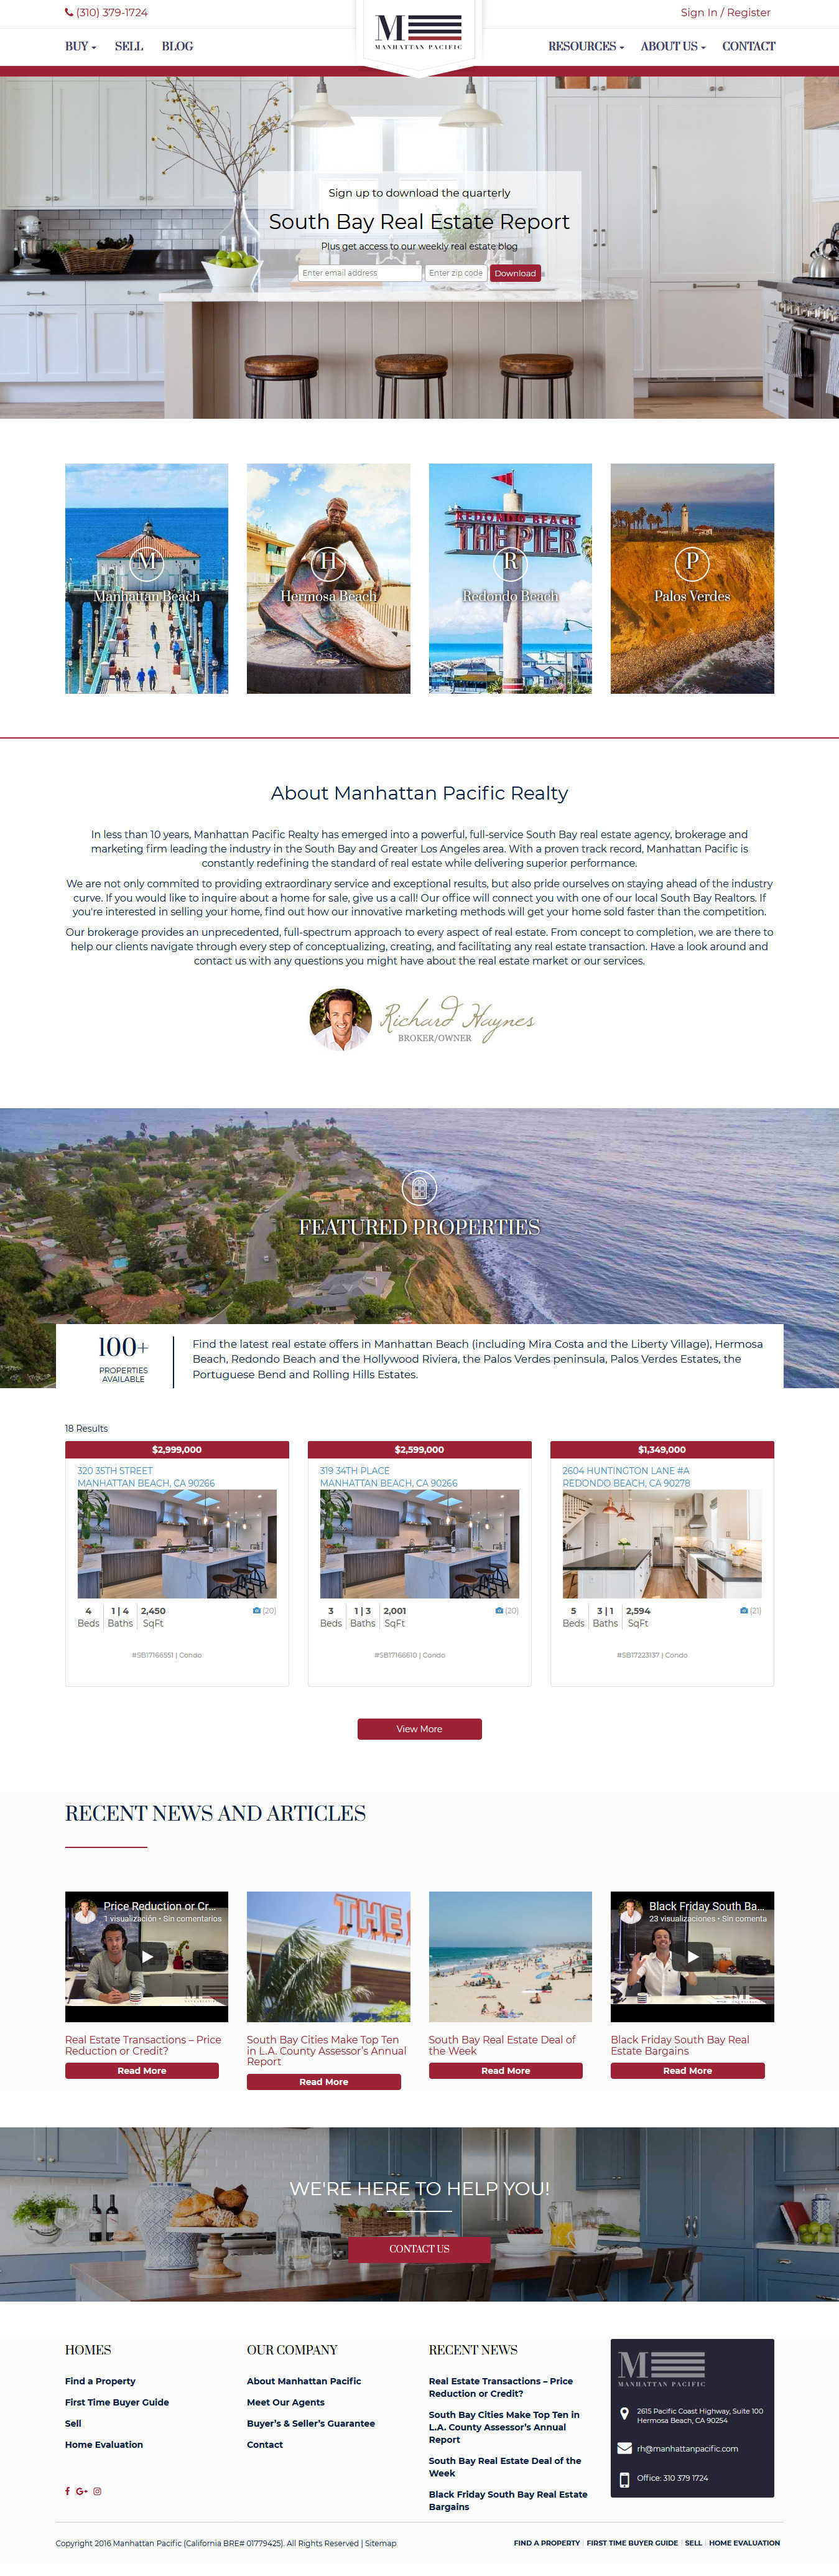 (310) 379-1724
Sign In / Register
BUY
SELL
BLOG
M
MANHATTAN PACIFIC
RESOURCES
ABOUT US
CONTACT
Sign up to download the quarterly
South Bay Real Estate Report
Plus get access to our weekly real estate blog
Enter email address
Enter zip code
Download
M
Manhattan Beach
H
Hermosa Beach
REDONDO BEACH
THE PIER
R
Redondo Beach
P
Palos Verdes
About Manhattan Pacific Realty
In less than 10 years, Manhattan Pacific Realty has emerged into a powerful, full-service South Bay real estate agency, brokerage and
marketing firm leading the industry in the South Bay and Greater Los Angeles area. With a proven track record, Manhattan Pacific is
constantly redefining the standard of real estate while delivering superior performance.
We are not only commited to providing extraordinary service and exceptional results, but also pride ourselves on staying ahead of the industry
curve. If you would like to inquire about a home for sale, give us a call! Our office will connect you with one of our local South Bay Realtors. If
you're interested in selling your home, find out how our innovative marketing methods will get your home sold faster than the competition.
Our brokerage provides an unprecedented, full-spectrum approach to every aspect of real estate. From concept to completion, we are there to
help our clients navigate through every step of conceptualizing, creating, and facilitating any real estate transaction. Have a look around and
contact us with any questions you might have about the real estate market or our services.
Richard Haynes
BROKER/OWNER
FEATURED PROPERTIES
100+
PROPERTIES
AVAILABLE
Find the latest real estate offers in Manhattan Beach (including Mira Costa and the Liberty Village), Hermosa
Beach, Redondo Beach and the Hollywood Riviera, the Palos Verdes peninsula, Palos Verdes Estates, the
Portuguese Bend and Rolling Hills Estates.
18 Results
$2,999,000
320 35TH STREET
MANHATTAN BEACH, CA 90266
4 1 | 4 2,450 (20)
Beds Baths SqFt
#SB17166551 | Condo
$2,599,000
319 34TH PLACE
MANHATTAN BEACH, CA 90266
3 1 | 3 2,001 (20)
Beds Baths SqFt
#SB17166610 | Condo
$1,349,000
2604 HUNTINGTON LANE #A
REDONDO BEACH, CA 90278
5 3 | 1 2,594 (21)
Beds Baths SqFt
#SB17223137 | Condo
View More
RECENT NEWS AND ARTICLES
Price Reduction or Cr...
1 visualización • Sin comentarios
Real Estate Transactions – Price
Reduction or Credit?
Read More
THE
South Bay Cities Make Top Ten
in L.A. County Assessor's Annual
Report
Read More
South Bay Real Estate Deal of
the Week
Read More
Black Friday South Ba...
23 visualizaciones • Sin comenta
Black Friday South Bay Real
Estate Bargains
Read More
WE'RE HERE TO HELP YOU!
CONTACT US
HOMES
Find a Property
First Time Buyer Guide
Sell
Home Evaluation
OUR COMPANY
About Manhattan Pacific
Meet Our Agents
Buyer's & Seller's Guarantee
Contact
RECENT NEWS
Real Estate Transactions – Price
Reduction or Credit?
South Bay Cities Make Top Ten in
L.A. County Assessor's Annual
Report
South Bay Real Estate Deal of the
Week
Black Friday South Bay Real Estate
Bargains
M
MANHATTAN PACIFIC
2615 Pacific Coast Highway, Suite 100
Hermosa Beach, CA 90254
rh@manhattanpacific.com
Office: 310 379 1724
Copyright 2016 Manhattan Pacific (California BRE# 01779425). All Rights Reserved | Sitemap
FIND A PROPERTY | FIRST TIME BUYER GUIDE | SELL | HOME EVALUATION